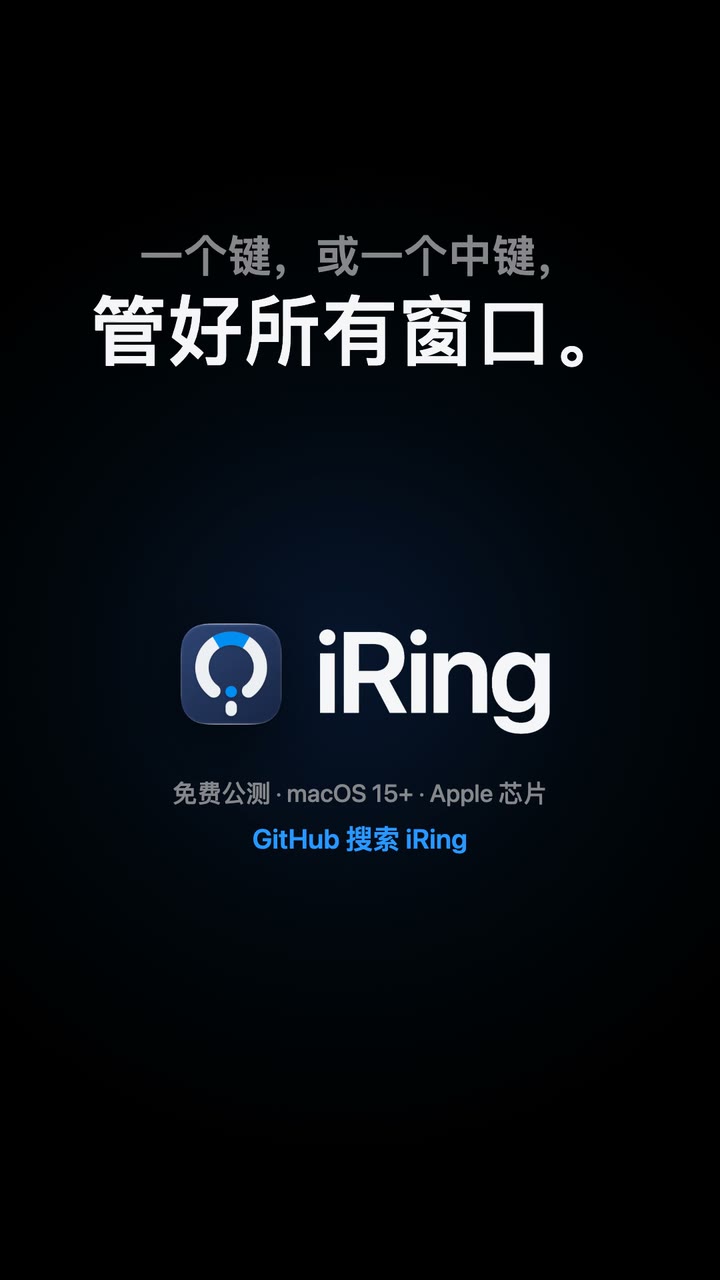 一个键，或一个中键，
管好所有窗口。
iRing
免费公测 · macOS 15+ · Apple 芯片
GitHub 搜索 iRing